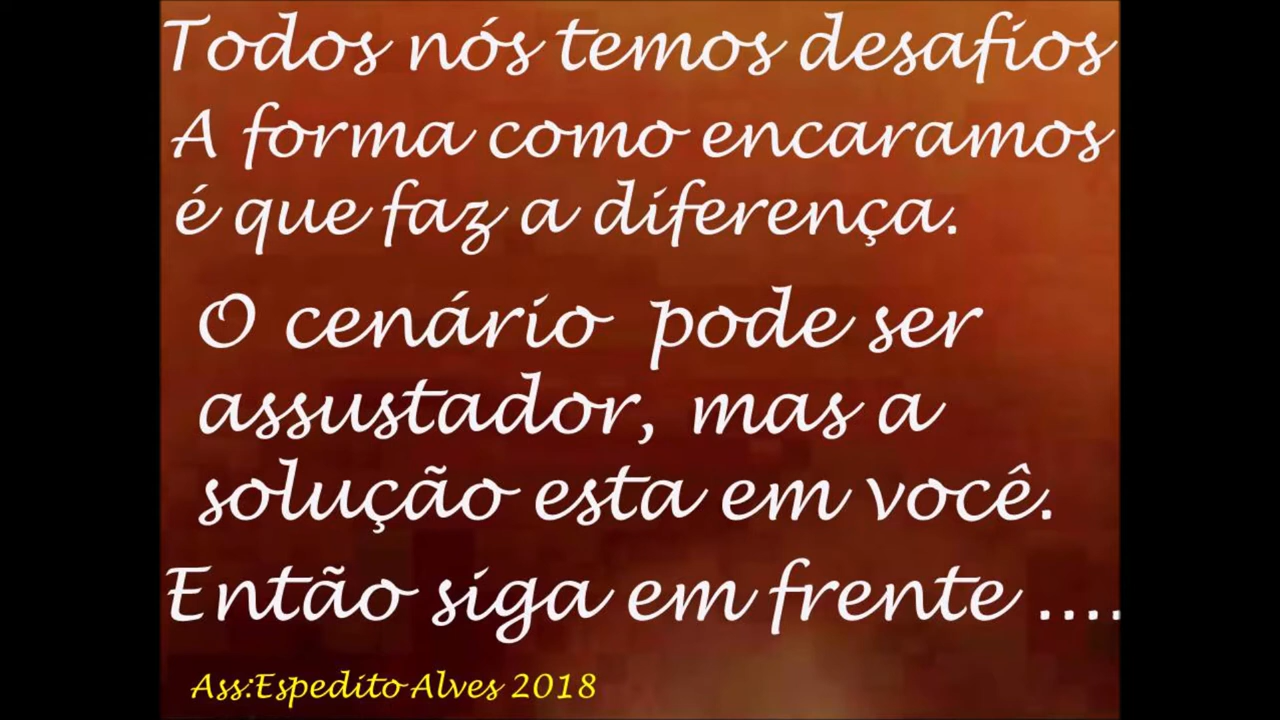 Todos nós temos desafios
A forma como encaramos
é que faz a diferença.
O cenário pode ser
assustador, mas a
solução esta em você.
Então siga em frente ....
Ass:Espedito Alves 2018